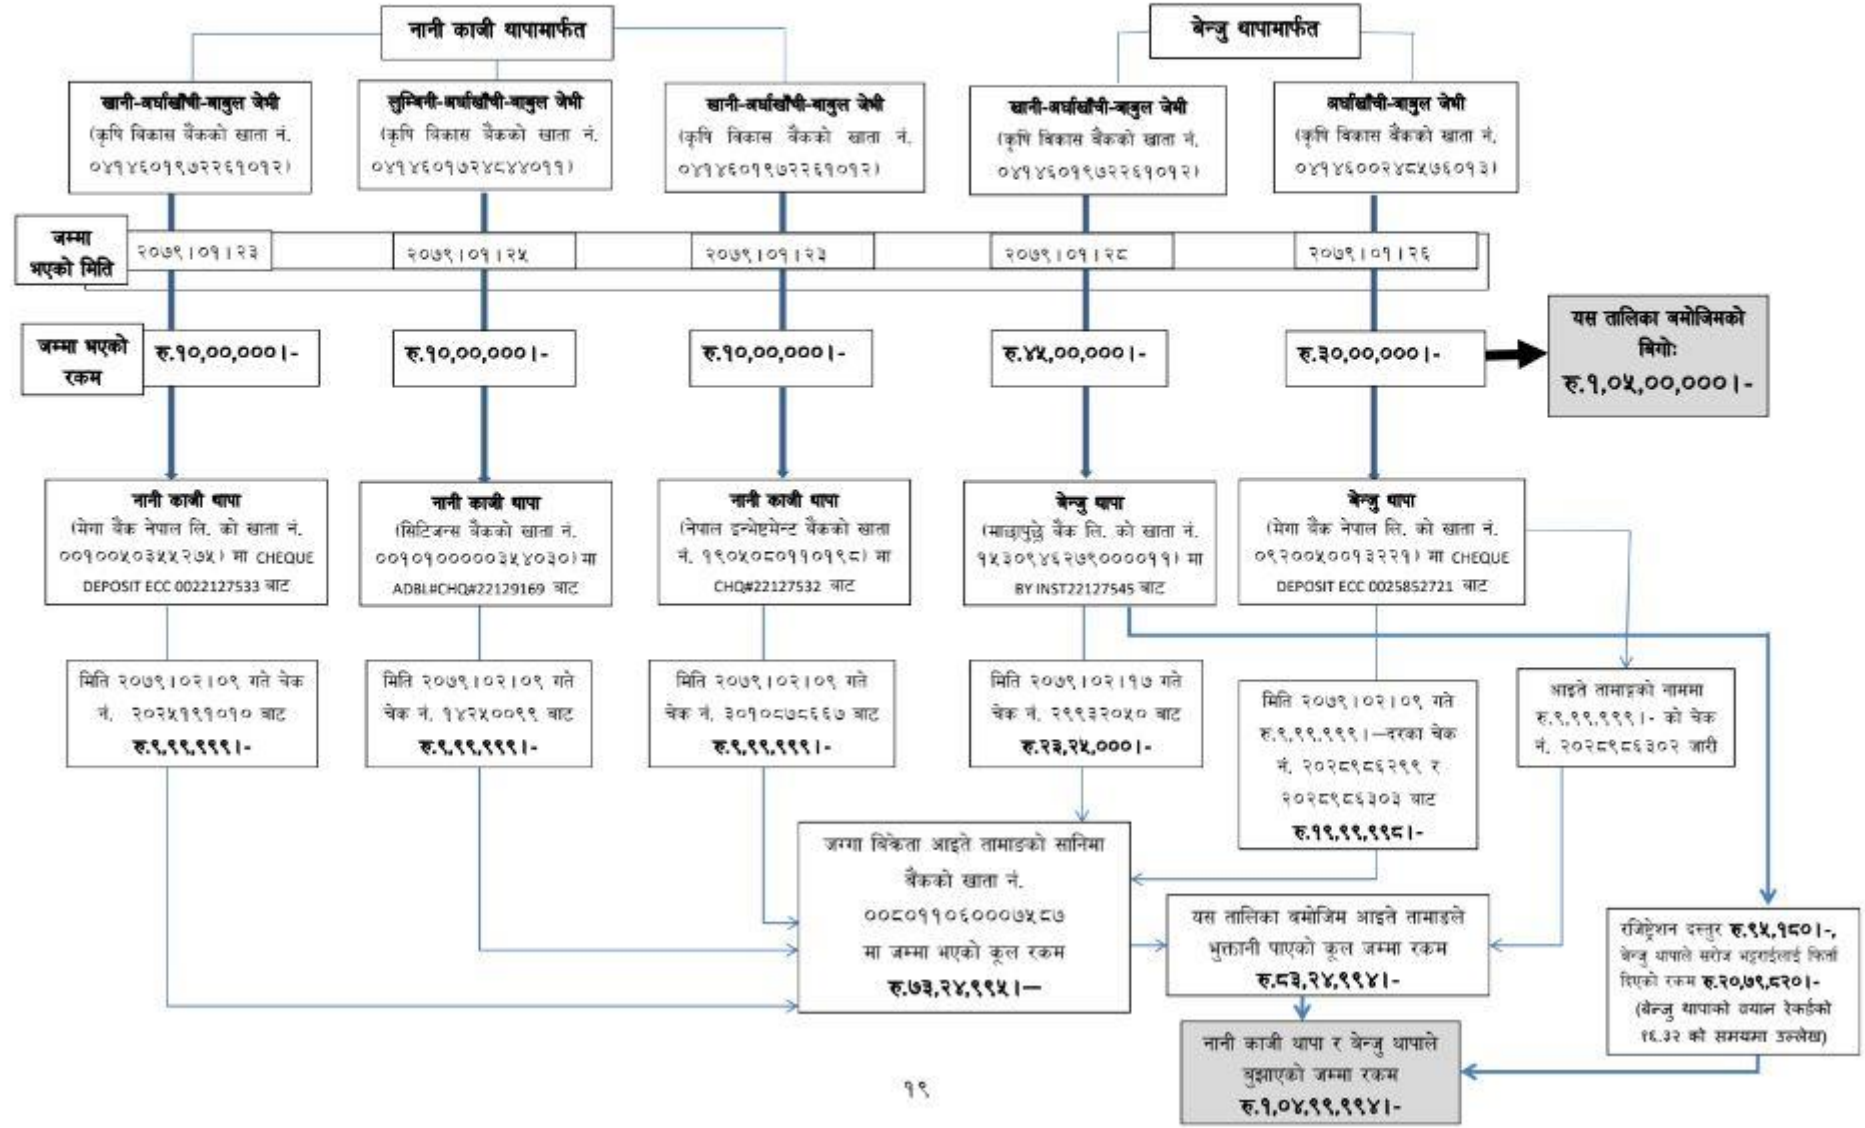 नानी काजी थापामार्फत
बेन्जु थापामार्फत
खानी-अर्घाखाँची-बाबुल जेभी
(कृषि विकास बैंकको खाता नं.
०४१४६०१९७२२६१०१२)
लुम्बिनी-अर्घाखाँची-बाबुल जेभी
(कृषि विकास बैंकको खाता नं.
०४१४६०१७२४८४४०११)
खानी-अर्घाखाँची-बाबुल जेभी
(कृषि विकास बैंकको खाता नं.
०४१४६०१९७२२६१०१२)
खानी-अर्घाखाँची-बाबुल जेभी
(कृषि विकास बैंकको खाता नं.
०४१४६०१९७२२६१०१२)
अर्घाखाँची-बाबुल जेभी
(कृषि विकास बैंकको खाता नं.
०४१४६००२४८५७६०१३)
जम्मा
भएको मिति
२०७९।०१।२३
२०७९।०१।२५
२०७९।०१।२३
२०७९।०१।२८
२०७९।०१।२६
जम्मा भएको
रकम
रु.१०,००,०००।-
रु.१०,००,०००।-
रु.१०,००,०००।-
रु.४५,००,०००।-
रु.३०,००,०००।-
यस तालिका बमोजिमको
बिगोः
रु.१,०५,००,०००।-
नानी काजी थापा
(मेगा बैंक नेपाल लि. को खाता नं.
००१००५०३५५२७५) मा CHEQUE
DEPOSIT ECC 0022127533 बाट
नानी काजी थापा
(सिटिजन्स बैंकको खाता नं.
००१०१०००००३५४०३०) मा
ADBL#CHQ#22129169 बाट
नानी काजी थापा
(नेपाल इन्भेष्टमेन्ट बैंकको खाता
नं. १९०५०८०११०१९८) मा
CHQ#22127532 बाट
बेन्जु थापा
(माछापुछ्रे बैंक लि. को खाता नं.
१५३०९४६२७९००००११) मा
BY INST22127545 बाट
बेन्जु थापा
(मेगा बैंक नेपाल लि. को खाता नं.
०९२००५००१३२२१) मा CHEQUE
DEPOSIT ECC 0025852721 बाट
मिति २०७९।०२।०९ गते चेक
नं. २०२५१९१०१० बाट
रु.९,९९,९९९।-
मिति २०७९।०२।०९ गते
चेक नं. १४२५००९९ बाट
रु.९,९९,९९९।-
मिति २०७९।०२।०९ गते
चेक नं. ३०१०८७८६६७ बाट
रु.९,९९,९९९।-
मिति २०७९।०२।१७ गते
चेक नं. २९९३२०५० बाट
रु.२३,२५,०००।-
मिति २०७९।०२।०९ गते
रु.९,९९,९९९।–दरका चेक
नं. २०२८९८६२९९ र
२०२८९८६३०३ बाट
रु.१९,९९,९९८।-
आइते तामाङ्गको नाममा
रु.९,९९,९९९।- को चेक
नं. २०२८९८६३०२ जारी
जग्गा बिक्रेता आइते तामाङको सानिमा
बैंकको खाता नं.
००८०११०६०००७५८७
मा जम्मा भएको कूल रकम
रु.७३,२४,९९५।–
यस तालिका बमोजिम आइते तामाङले
भुक्तानी पाएको कूल जम्मा रकम
रु.८३,२४,९९४।-
रजिष्ट्रेशन दस्तुर रु.९५,१८०।-,
बेन्जु थापाले सरोज भट्टराईलाई फिर्ता
दिएको रकम रु.२०,७९,८२०।-
(बेन्जु थापाको बयान रेकर्डको
१६.३२ को समयमा उल्लेख)
नानी काजी थापा र बेन्जु थापाले
बुझाएको जम्मा रकम
रु.१,०४,९९,९९४।-
१९